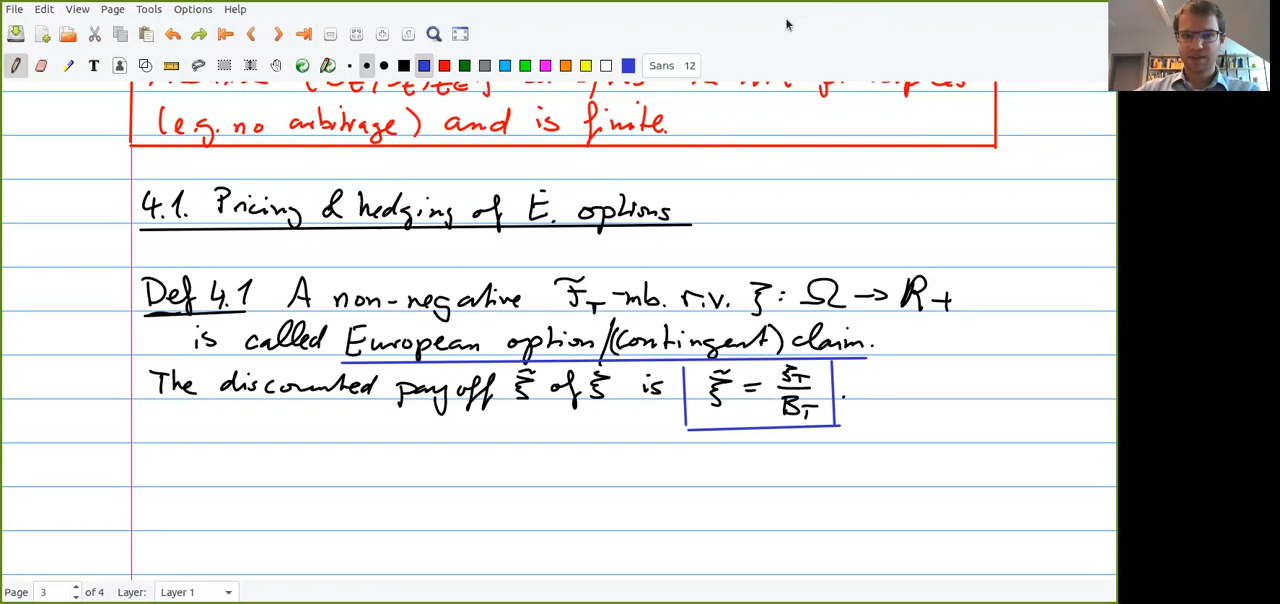 File Edit View Page Tools Options Help
Sans 12
(e.g. no arbitrage) and is finite.
4.1. Pricing & hedging of E. options
Def 4.1 A non-negative F̃_T-mb. r.v. ξ: Ω → R+
is called European option/(contingent) claim.
The discounted payoff ξ̃ of ξ is ξ̃ = ξ_T / B_T .
Page 3 of 4 Layer: Layer 1